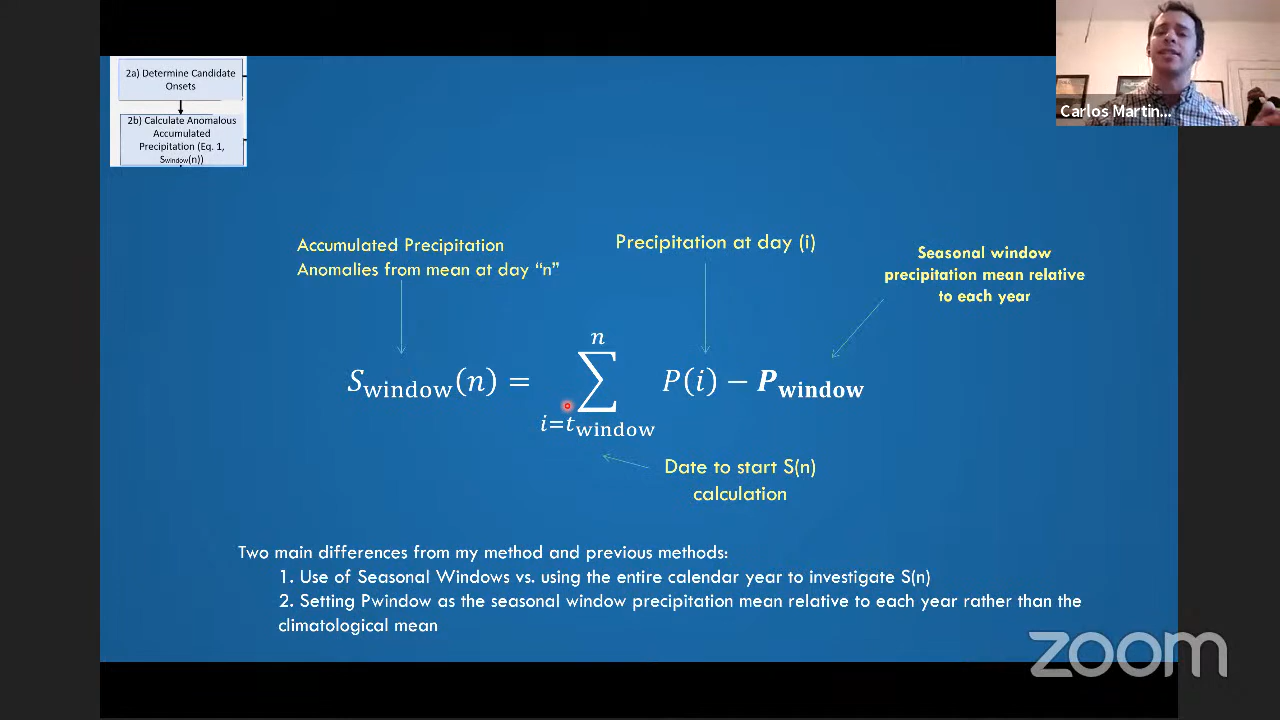 2a) Determine Candidate
Onsets
2b) Calculate Anomalous
Accumulated
Precipitation (Eq. 1,
Swindow(n))
Carlos Martin...
Accumulated Precipitation
Anomalies from mean at day “n”
Precipitation at day (i)
Seasonal window
precipitation mean relative
to each year
S_window(n) = ∑_{i=t_window}^{n} P(i) − P_window
Date to start S(n)
calculation
Two main differences from my method and previous methods:
1. Use of Seasonal Windows vs. using the entire calendar year to investigate S(n)
2. Setting Pwindow as the seasonal window precipitation mean relative to each year rather than the
climatological mean
zoom